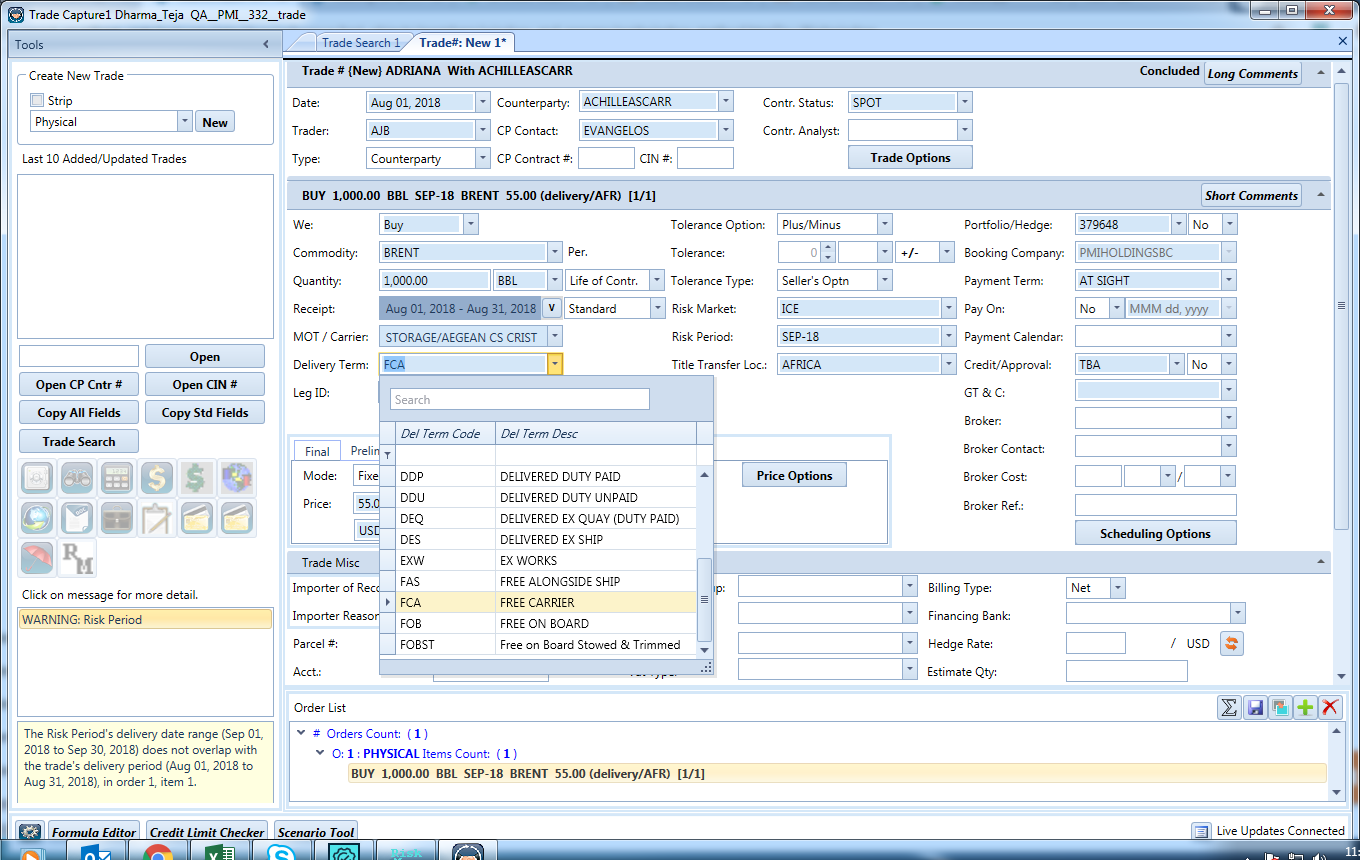 Trade Capture1 Dharma_Teja QA__PMI__332__trade
Tools
Create New Trade
Strip
Physical New
Last 10 Added/Updated Trades
Open
Open CP Cntr # Open CIN #
Copy All Fields Copy Std Fields
Trade Search
Click on message for more detail.
WARNING: Risk Period
The Risk Period's delivery date range (Sep 01,
2018 to Sep 30, 2018) does not overlap with
the trade's delivery period (Aug 01, 2018 to
Aug 31, 2018), in order 1, item 1.
Trade Search 1 Trade#: New 1*
Trade # {New} ADRIANA With ACHILLEASCARR Concluded Long Comments
Date: Aug 01, 2018 Counterparty: ACHILLEASCARR Contr. Status: SPOT
Trader: AJB CP Contact: EVANGELOS Contr. Analyst:
Type: Counterparty CP Contract #: CIN #: Trade Options
BUY 1,000.00 BBL SEP-18 BRENT 55.00 (delivery/AFR) [1/1] Short Comments
We: Buy Tolerance Option: Plus/Minus Portfolio/Hedge: 379648 No
Commodity: BRENT Per. Tolerance: 0 +/- Booking Company: PMIHOLDINGSBC
Quantity: 1,000.00 BBL Life of Contr. Tolerance Type: Seller's Optn Payment Term: AT SIGHT
Receipt: Aug 01, 2018 - Aug 31, 2018 V Standard Risk Market: ICE Pay On: No MMM dd, yyyy
MOT / Carrier: STORAGE/AEGEAN CS CRIST Risk Period: SEP-18 Payment Calendar:
Delivery Term: FCA Title Transfer Loc.: AFRICA Credit/Approval: TBA No
Leg ID: GT & C:
Search
Broker:
Del Term Code Del Term Desc
Broker Contact:
Final Prelim
Mode: Fixe DDP DELIVERED DUTY PAID Price Options Broker Cost: /
DDU DELIVERED DUTY UNPAID
Price: 55.0 Broker Ref.:
DEQ DELIVERED EX QUAY (DUTY PAID)
USD DES DELIVERED EX SHIP Scheduling Options
Trade Misc EXW EX WORKS
Importer of Reco FAS FREE ALONGSIDE SHIP Billing Type: Net
FCA FREE CARRIER
Importer Reason FOB FREE ON BOARD Financing Bank:
Parcel #: FOBST Free on Board Stowed & Trimmed Hedge Rate: / USD
Acct.: Estimate Qty:
Order List
# Orders Count: ( 1 )
O: 1 : PHYSICAL Items Count: ( 1 )
BUY 1,000.00 BBL SEP-18 BRENT 55.00 (delivery/AFR) [1/1]
Formula Editor Credit Limit Checker Scenario Tool Live Updates Connected
Risk
11: